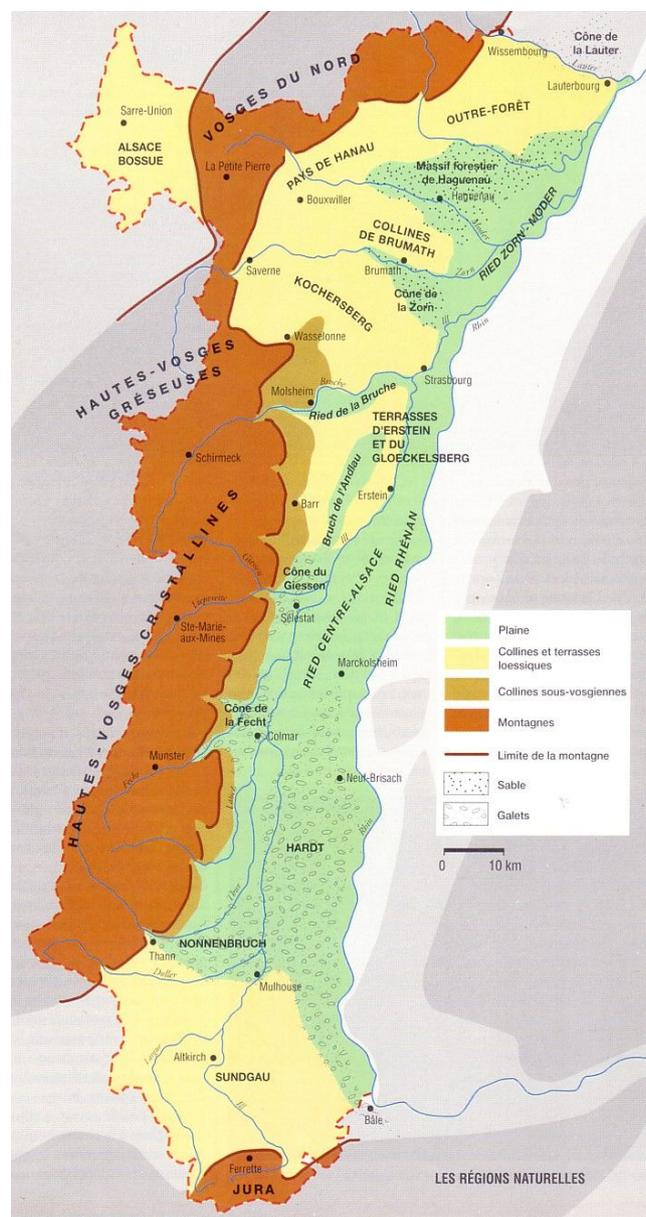 Cône de
la Lauter
Wissembourg
Lauter
Lauterbourg
VOSGES DU NORD
OUTRE-FORÊT
Sarre-Union
ALSACE
BOSSUE
La Petite Pierre
PAYS DE HANAU
Massif forestier
de Haguenau
Haguenau
Bouxwiller
Moder
RIED ZORN-MODER
COLLINES
DE BRUMATH
Saverne
Brumath
Zorn
KOCHERSBERG
Cône de
la Zorn
Ill
Rhin
Wasselonne
HAUTES-VOSGES
GRÉSEUSES
Strasbourg
Molsheim
Bruche
Ried de la Bruche
TERRASSES
D'ERSTEIN
ET DU
GLOECKELSBERG
Schirmeck
Bruch de l'Andlau
Erstein
Barr
Ill
HAUTES-VOSGES CRISTALLINES
Giessen
Cône du
Giessen
Liepvrette
Sélestat
Ste-Marie-
aux-Mines
RIED CENTRE-ALSACE
RIED RHÉNAN
Plaine
Collines et terrasses
loessiques
Marckolsheim
Collines sous-vosgiennes
Cône de
la Fecht
Montagnes
Colmar
Munster
Limite de la montagne
Fecht
Neuf-Brisach
Sable
Lauch
Galets
Rhin
HARDT
0 10 km
Thur
NONNENBRUCH
Thann
Doller
Mulhouse
Largue
Altkirch
SUNDGAU
Ill
Bâle
Ferrette
JURA
LES RÉGIONS NATURELLES